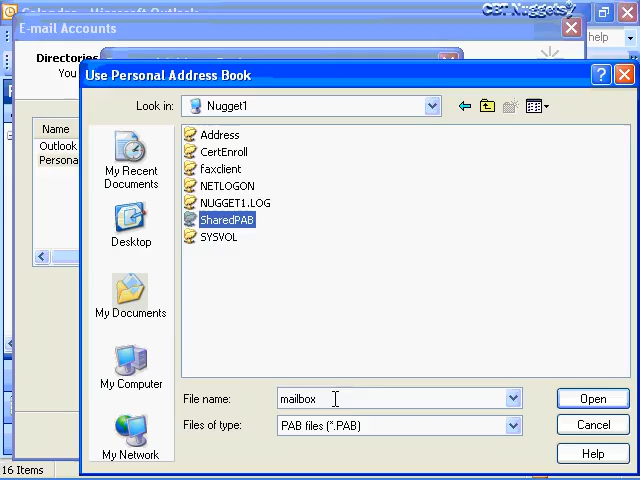 Calendar - Microsoft Outlook
CBT Nuggets
E-mail Accounts
help
Directories
You
Use Personal Address Book
Look in:
Nugget1
Name
Outlook
Persona
My Recent
Documents
Desktop
My Documents
My Computer
My Network
Address
CertEnroll
faxclient
NETLOGON
NUGGET1.LOG
SharedPAB
SYSVOL
File name:
mailbox
Open
Files of type:
PAB files (*.PAB)
Cancel
Help
16 Items